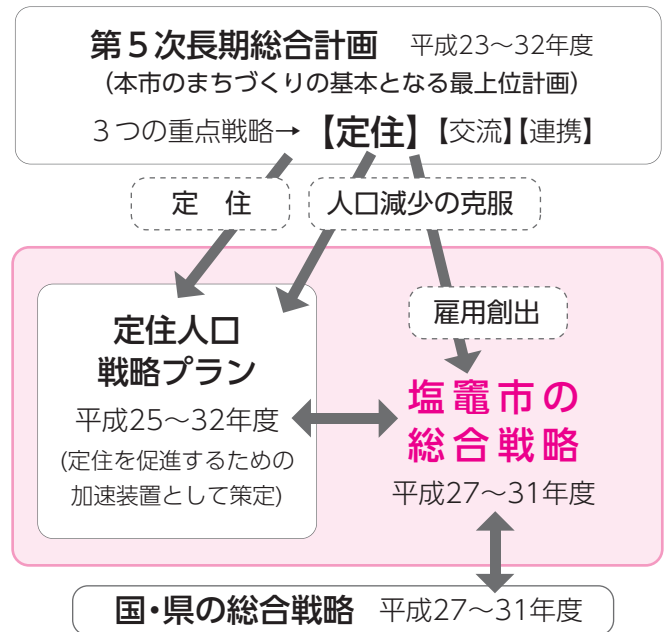 第5次長期総合計画 平成23〜32年度
（本市のまちづくりの基本となる最上位計画）
3つの重点戦略→【定住】【交流】【連携】
定 住
人口減少の克服
雇用創出
定住人口
戦略プラン
平成25〜32年度
(定住を促進するための
加速装置として策定)
塩竈市の
総合戦略
平成27〜31年度
国・県の総合戦略 平成27〜31年度